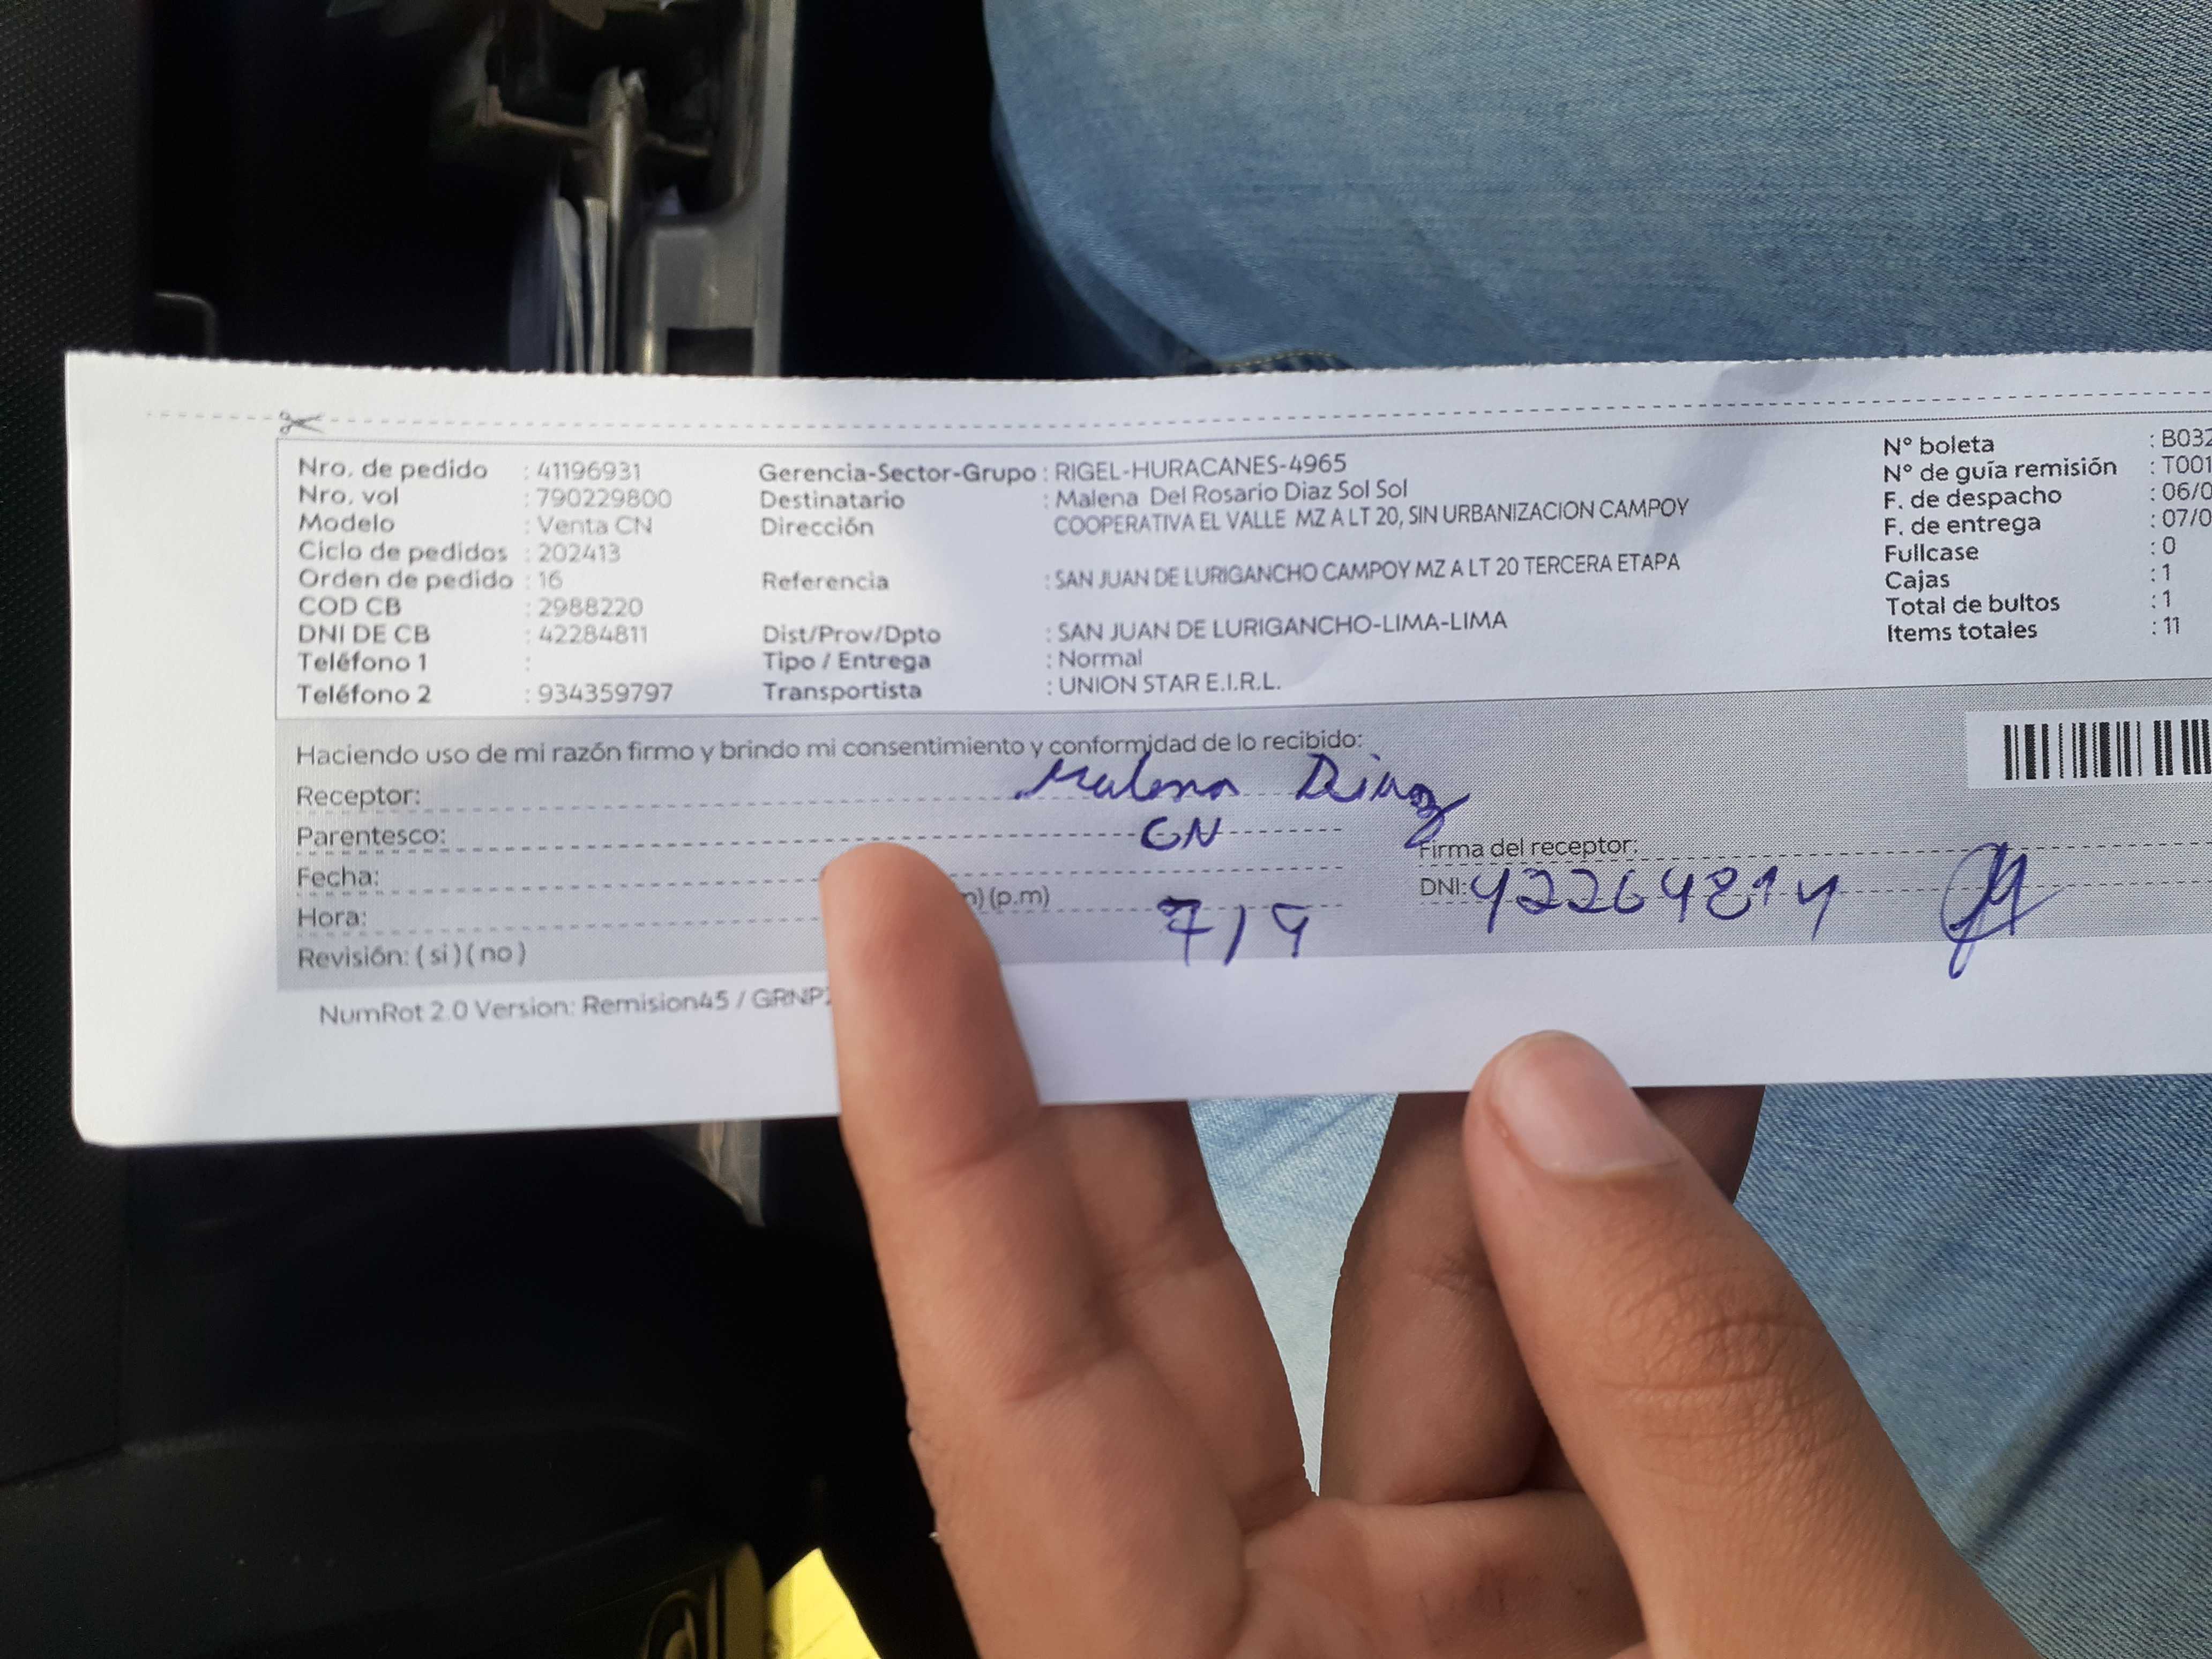 Nro. de pedido : 41196931
Nro. vol : 790229800
Modelo : Venta CN
Ciclo de pedidos : 202413
Orden de pedido : 16
COD CB : 2988220
DNI DE CB : 42284811
Teléfono 1 :
Teléfono 2 : 934359797
Gerencia-Sector-Grupo : RIGEL-HURACANES-4965
Destinatario : Malena Del Rosario Diaz Sol Sol
Dirección COOPERATIVA EL VALLE MZ A LT 20, SIN URBANIZACION CAMPOY
Referencia : SAN JUAN DE LURIGANCHO CAMPOY MZ A LT 20 TERCERA ETAPA
Dist/Prov/Dpto : SAN JUAN DE LURIGANCHO-LIMA-LIMA
Tipo / Entrega : Normal
Transportista : UNION STAR E.I.R.L.
N° boleta : B032
N° de guía remisión : T001
F. de despacho : 06/0
F. de entrega : 07/0
Fullcase : 0
Cajas : 1
Total de bultos : 1
Items totales : 11
Haciendo uso de mi razón firmo y brindo mi consentimiento y conformidad de lo recibido:
Receptor: Malena Diaz
Parentesco: CN
Firma del receptor:
Fecha:
DNI:
Hora: (p.m)
7/9
Revisión: ( si ) ( no )
NumRot 2.0 Version: Remision45 / GRNP